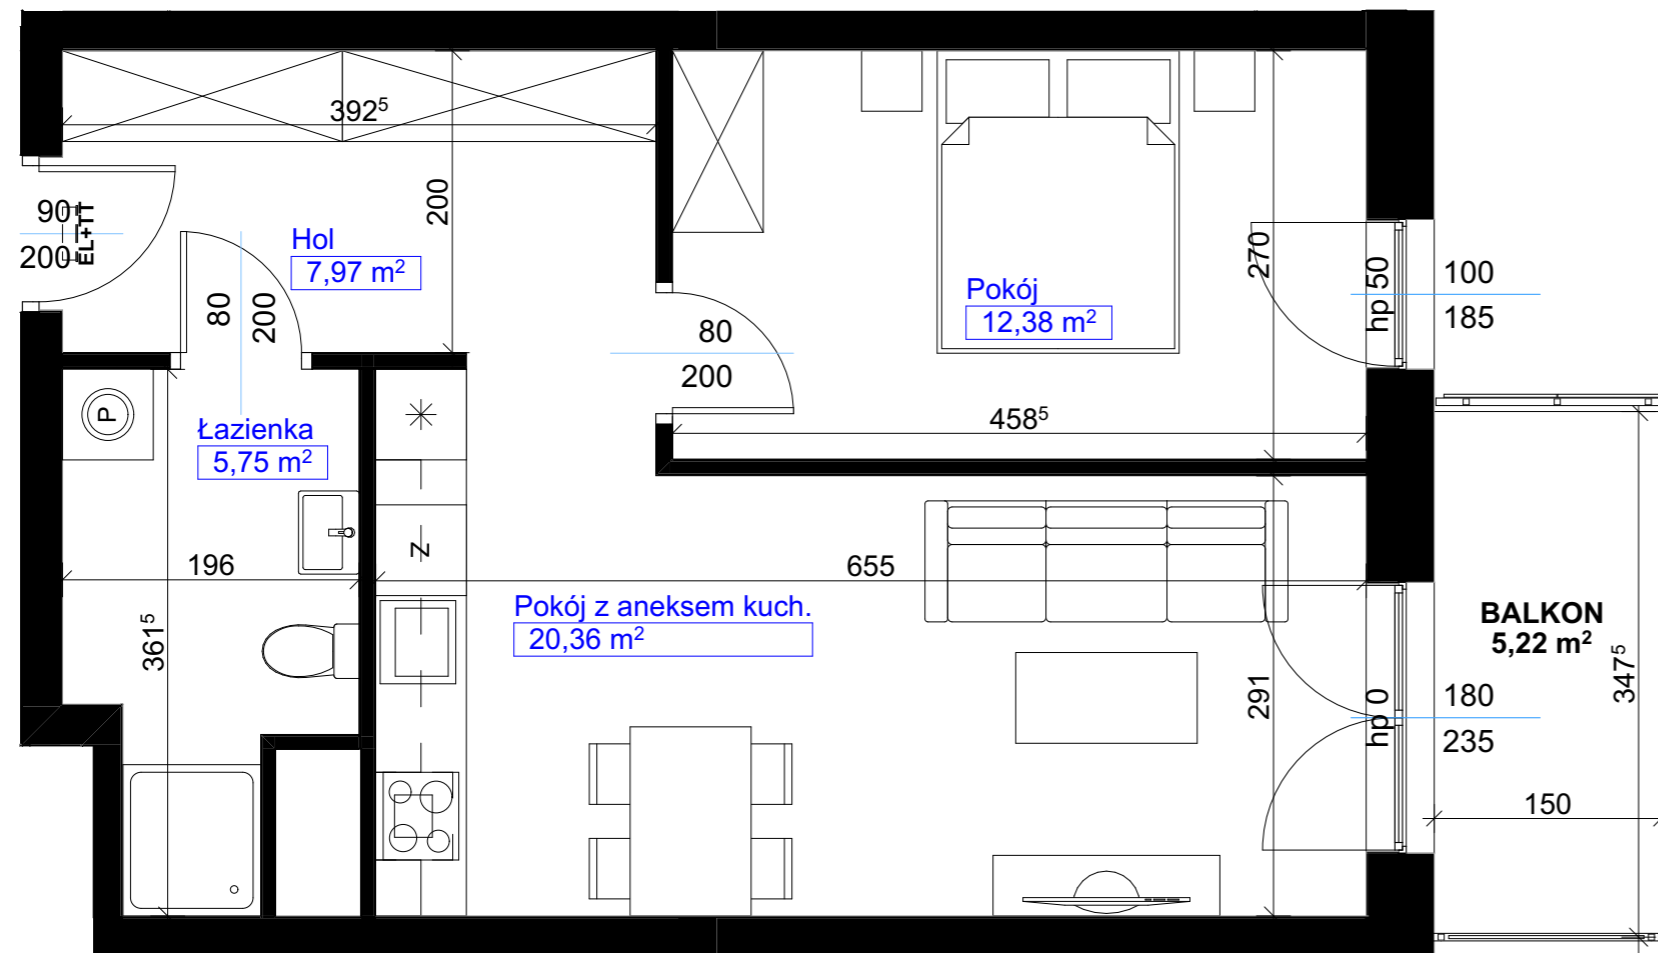 392⁵
200
90
200
EL+TT
Hol
7,97 m²
80
200
270
Pokój
12,38 m²
hp 50
100
185
80
200
458⁵
P
Łazienka
5,75 m²
Z
196
655
361⁵
Pokój z aneksem kuch.
20,36 m²
291
hp 0
180
235
BALKON
5,22 m²
347⁵
150